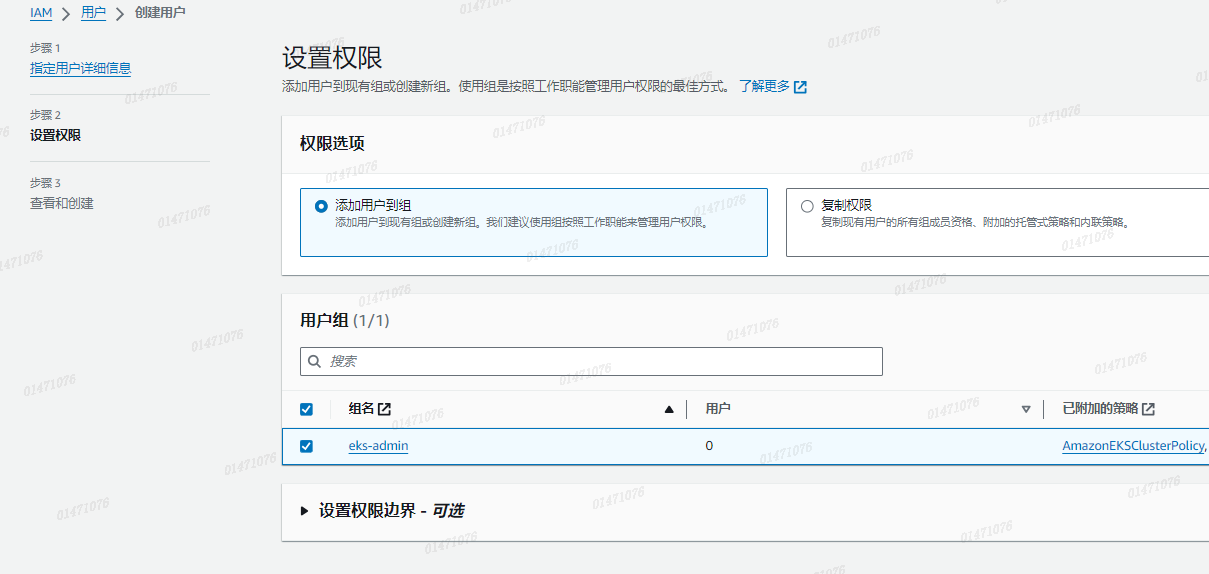 IAM > 用户 > 创建用户
步骤 1
指定用户详细信息
步骤 2
设置权限
步骤 3
查看和创建
设置权限
添加用户到现有组或创建新组。使用组是按照工作职能管理用户权限的最佳方式。 了解更多
权限选项
添加用户到组
添加用户到现有组或创建新组。我们建议使用组按照工作职能来管理用户权限。
复制权限
复制现有用户的所有组成员资格、附加的托管式策略和内联策略。
用户组 (1/1)
搜索
组名 用户 已附加的策略
eks-admin 0 AmazonEKSClusterPolicy,
设置权限边界 - 可选
01471076